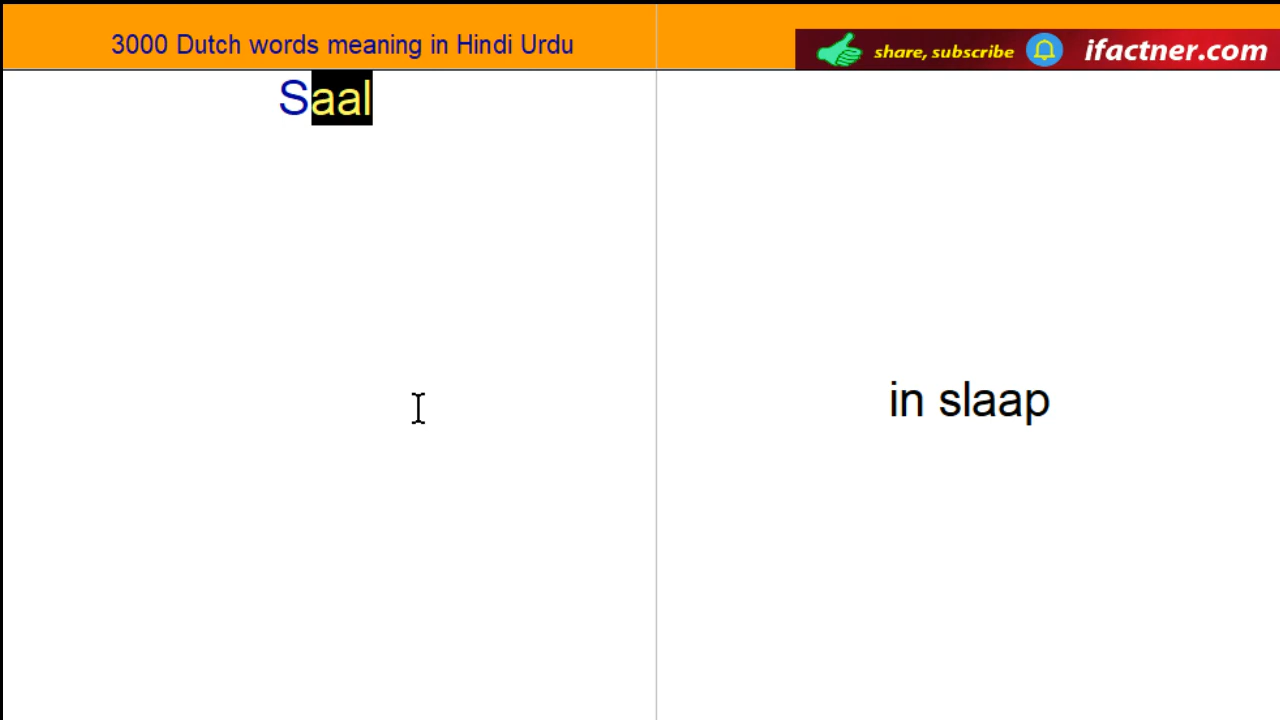 3000 Dutch words meaning in Hindi Urdu
share, subscribe ifactner.com
Saal
in slaap